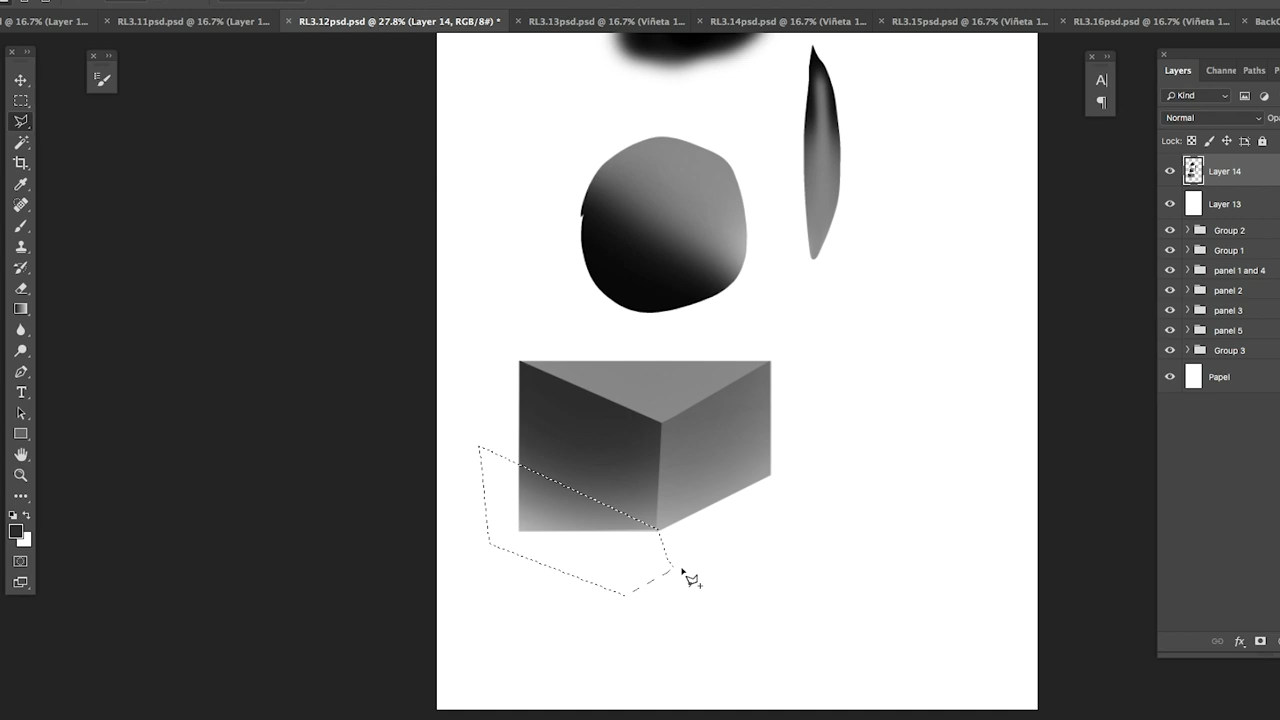 @ 16.7% (Layer 1...
RL3.11psd.psd @ 16.7% (Layer 1...
RL3.12psd.psd @ 27.8% (Layer 14, RGB/8#) *
RL3.13psd.psd @ 16.7% (Viñeta 1...
RL3.14psd.psd @ 16.7% (Viñeta 1...
RL3.15psd.psd @ 16.7% (Viñeta 1...
RL3.16psd.psd @ 16.7% (Viñeta 1...
Layers
Channe
Paths
Kind
Normal
Lock:
Layer 14
Layer 13
Group 2
Group 1
panel 1 and 4
panel 2
panel 3
panel 5
Group 3
Papel
fx